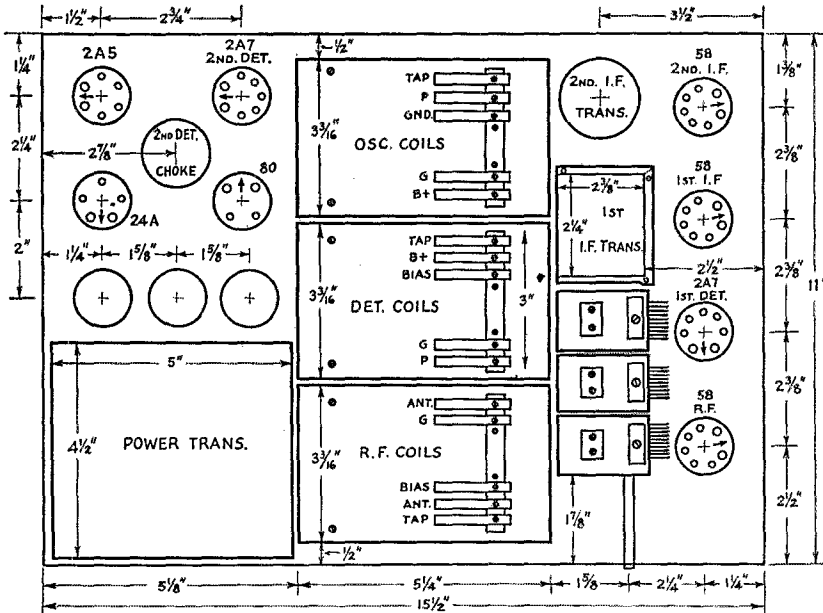 1½"
2¾"
3½"
2A5
2A7
2ND. DET.
½"
58
2ND. I.F.
1¼"
TAP
P
GND.
2ND. I.F.
TRANS.
1⅜"
2¼"
2ND DET.
CHOKE
2⅞"
3³⁄₁₆"
OSC. COILS
G
B+
80
24A
2⅜"
1ST
I.F. TRANS.
2¼"
58
1ST. I.F
2⅜"
2"
1¼"
1⅝"
1⅝"
TAP
B+
BIAS
3³⁄₁₆"
DET. COILS
3"
G
P
2½"
2A7
1ST. DET.
2⅜"
11"
5"
4½"
POWER TRANS.
ANT.
G
3³⁄₁₆"
R.F. COILS
BIAS
ANT.
TAP
58
R.F.
2⅜"
1⅞"
2½"
½"
5⅛"
5¼"
1⅝
2¼"
1¼"
15½"